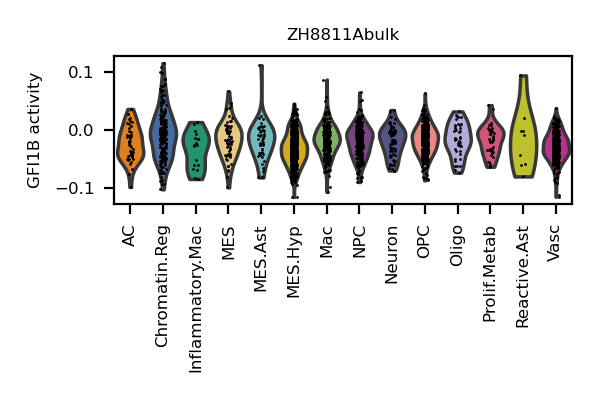 ZH8811Abulk
GFI1B activity
0.1
0.0
−0.1
AC
Chromatin.Reg
Inflammatory.Mac
MES
MES.Ast
MES.Hyp
Mac
NPC
Neuron
OPC
Oligo
Prolif.Metab
Reactive.Ast
Vasc